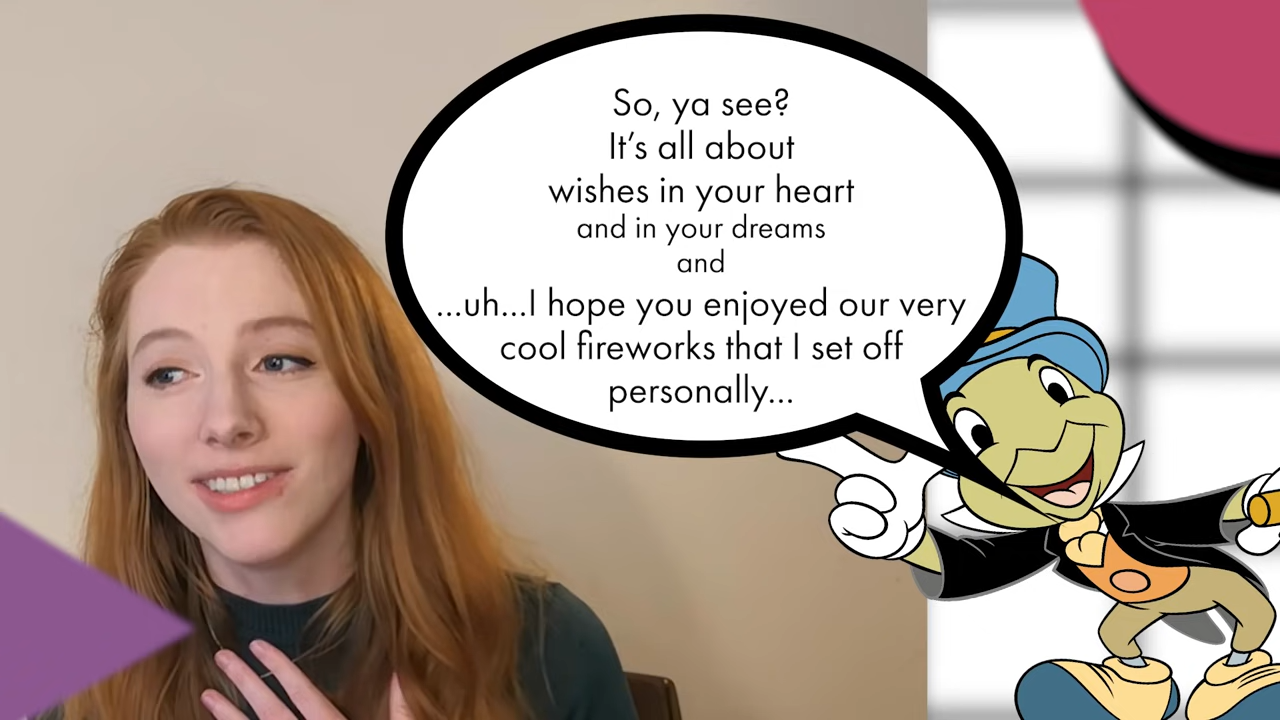 So, ya see?
It's all about
wishes in your heart
and in your dreams
and
...uh...I hope you enjoyed our very
cool fireworks that I set off
personally...